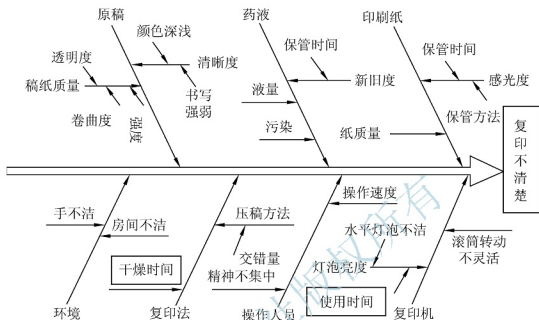 原稿
药液
印刷纸
颜色深浅
保管时间
保管时间
透明度
清晰度
稿纸质量
新旧度
感光度
书写
强弱
液量
卷曲度
强度
保管方法
污染
纸质量
复印不清楚
操作速度
手不洁
压稿方法
房间不洁
水平灯泡不洁
滚筒转动
不灵活
交错量
干燥时间
精神不集中
灯泡亮度
使用时间
环境
复印法
操作人员
复印机
版权所有